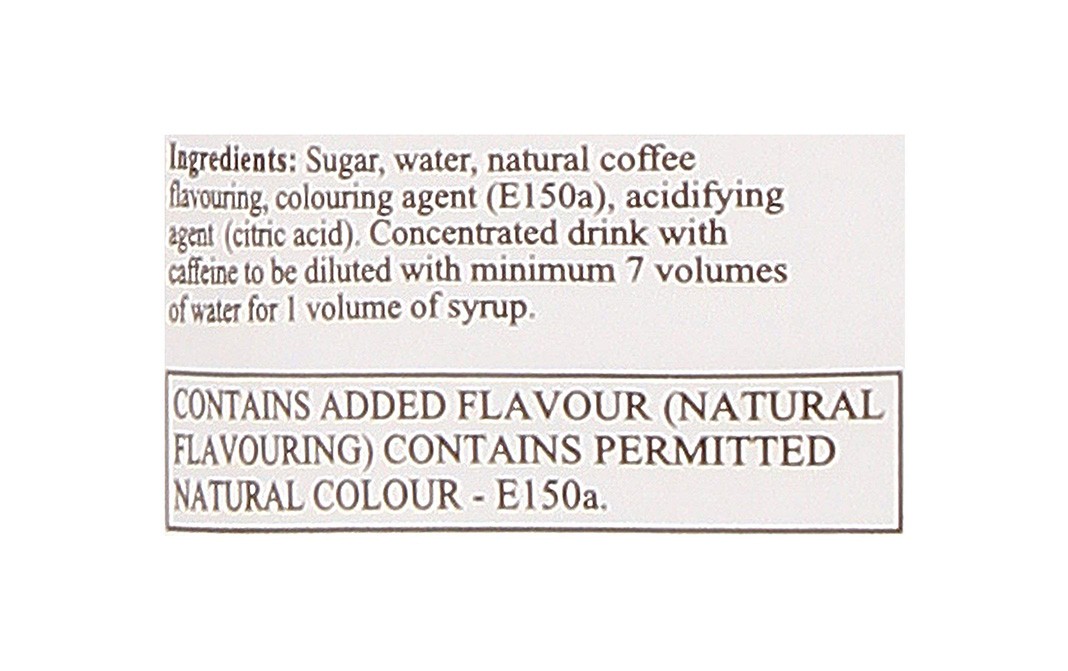 Ingredients: Sugar, water, natural coffee
flavouring, colouring agent (E150a), acidifying
agent (citric acid). Concentrated drink with
caffeine to be diluted with minimum 7 volumes
of water for 1 volume of syrup.
CONTAINS ADDED FLAVOUR (NATURAL
FLAVOURING) CONTAINS PERMITTED
NATURAL COLOUR - E150a.